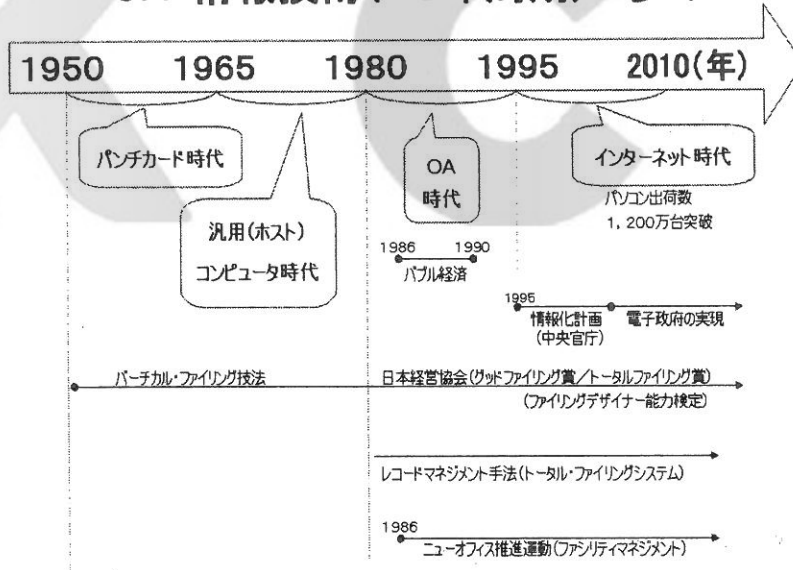 1950 1965 1980 1995 2010(年)
パンチカード時代
汎用(ホスト)
コンピュータ時代
OA
時代
インターネット時代
パソコン出荷数
1,200万台突破
1986 1990
バブル経済
1995
情報化計画
(中央官庁)
電子政府の実現
バーチカル・ファイリング技法
日本経営協会(グッドファイリング賞/トータルファイリング賞)
(ファイリングデザイナー能力検定)
レコードマネジメント手法(トータル・ファイリングシステム)
1986
ニューオフィス推進運動(ファシリティマネジメント)